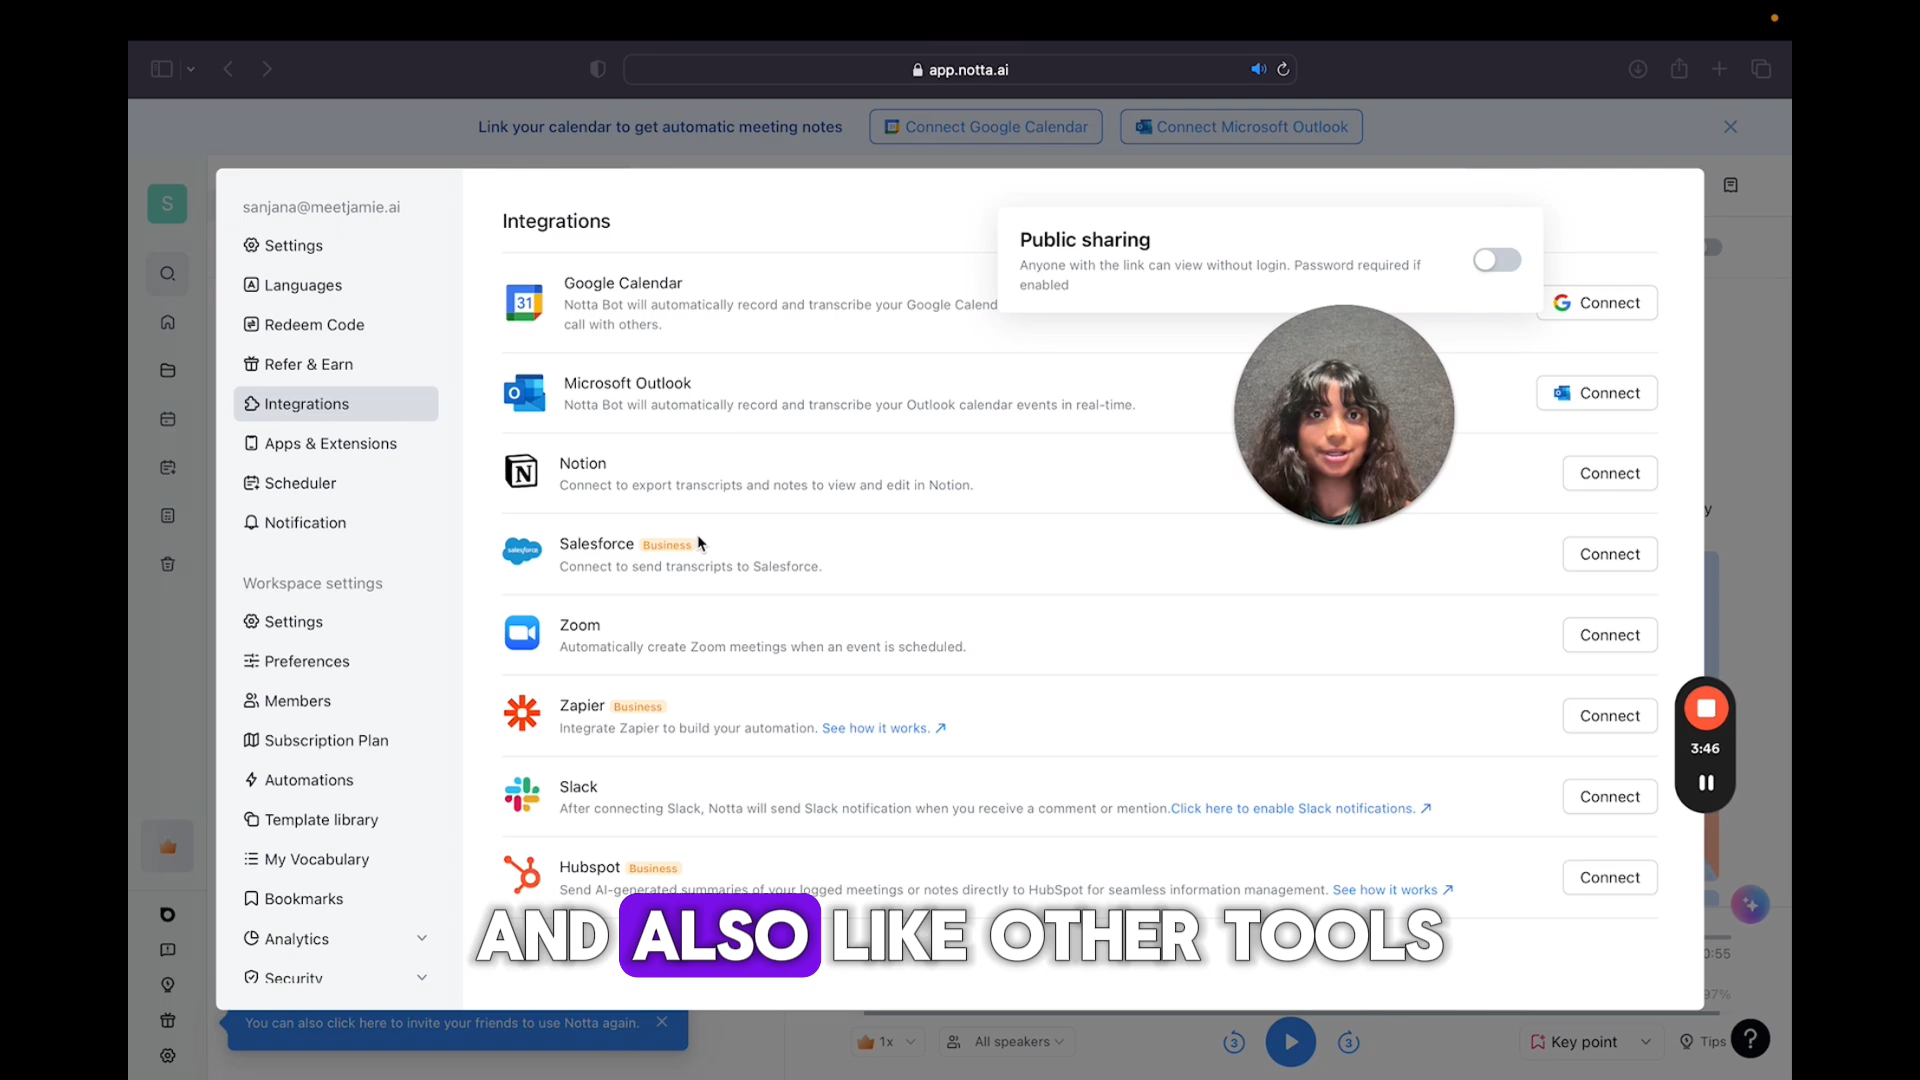 app.notta.ai
Link your calendar to get automatic meeting notes
Connect Google Calendar
Connect Microsoft Outlook
S
sanjana@meetjamie.ai
Settings
Languages
Redeem Code
Refer & Earn
Integrations
Apps & Extensions
Scheduler
Notification
Workspace settings
Settings
Preferences
Members
Subscription Plan
Automations
Template library
My Vocabulary
Bookmarks
Analytics
Security
Integrations
Public sharing
Anyone with the link can view without login. Password required if
enabled
31
Google Calendar
Notta Bot will automatically record and transcribe your Google Calend
call with others.
Connect
Microsoft Outlook
Notta Bot will automatically record and transcribe your Outlook calendar events in real-time.
Connect
Notion
Connect to export transcripts and notes to view and edit in Notion.
Connect
salesforce
Salesforce Business
Connect to send transcripts to Salesforce.
Connect
Zoom
Automatically create Zoom meetings when an event is scheduled.
Connect
Zapier Business
Integrate Zapier to build your automation. See how it works.
Connect
Slack
After connecting Slack, Notta will send Slack notification when you receive a comment or mention.Click here to enable Slack notifications.
Connect
Hubspot Business
Send AI-generated summaries of your logged meetings or notes directly to HubSpot for seamless information management. See how it works
Connect
3:46
AND ALSO LIKE OTHER TOOLS
0:55
97%
You can also click here to invite your friends to use Notta again.
1x
All speakers
3
3
Key point
Tips
?